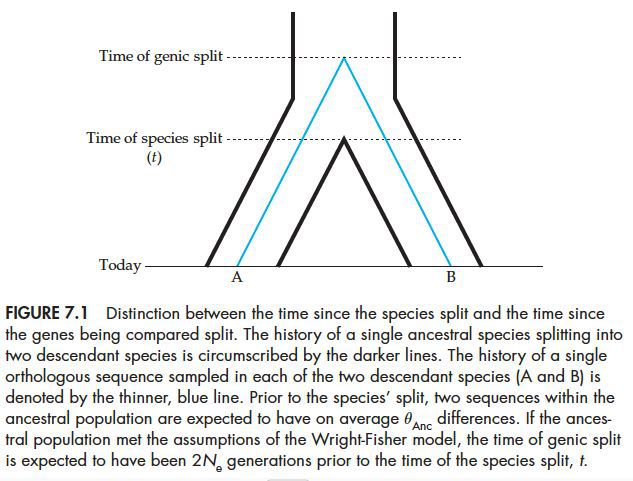 Time of genic split
Time of species split
(t)
Today
A
B
FIGURE 7.1 Distinction between the time since the species split and the time since
the genes being compared split. The history of a single ancestral species splitting into
two descendant species is circumscribed by the darker lines. The history of a single
orthologous sequence sampled in each of the two descendant species (A and B) is
denoted by the thinner, blue line. Prior to the species’ split, two sequences within the
ancestral population are expected to have on average θAnc differences. If the ances-
tral population met the assumptions of the Wright-Fisher model, the time of genic split
is expected to have been 2Ne generations prior to the time of the species split, t.